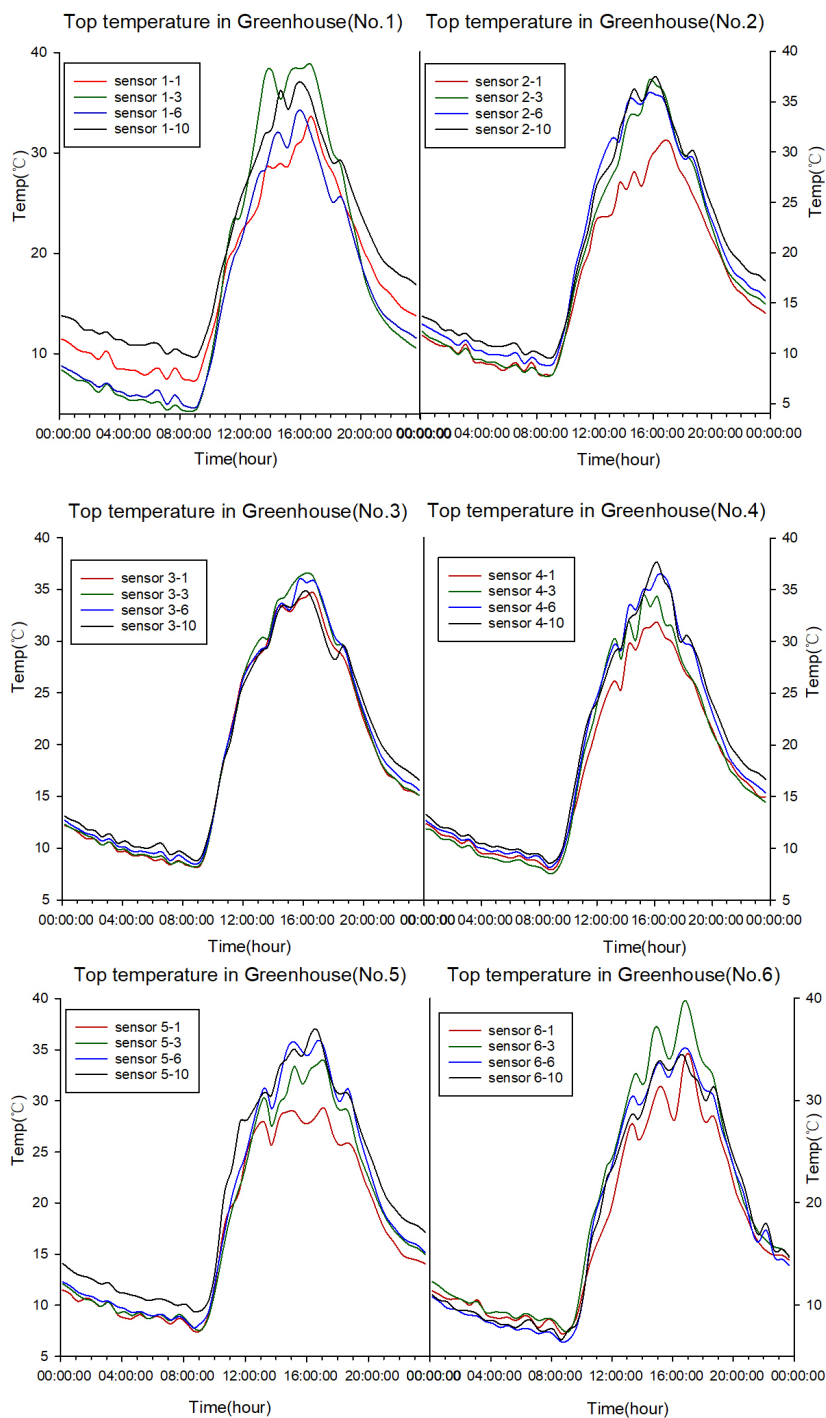 Top temperature in Greenhouse(No.1)
Top temperature in Greenhouse(No.2)
sensor 1-1
sensor 1-3
sensor 1-6
sensor 1-10
sensor 2-1
sensor 2-3
sensor 2-6
sensor 2-10
Temp(℃)
40
30
20
10
Temp(℃)
40
35
30
25
20
15
10
5
00:00:00 04:00:00 08:00:00 12:00:00 16:00:00 20:00:00 00:00:00
00:00:00 04:00:00 08:00:00 12:00:00 16:00:00 20:00:00 00:00:00
Time(hour)
Time(hour)
Top temperature in Greenhouse(No.3)
Top temperature in Greenhouse(No.4)
sensor 3-1
sensor 3-3
sensor 3-6
sensor 3-10
sensor 4-1
sensor 4-3
sensor 4-6
sensor 4-10
Temp(℃)
40
35
30
25
20
15
10
5
Temp(℃)
40
35
30
25
20
15
10
5
00:00:00 04:00:00 08:00:00 12:00:00 16:00:00 20:00:00 00:00:00
00:00:00 04:00:00 08:00:00 12:00:00 16:00:00 20:00:00 00:00:00
Time(hour)
Time(hour)
Top temperature in Greenhouse(No.5)
Top temperature in Greenhouse(No.6)
sensor 5-1
sensor 5-3
sensor 5-6
sensor 5-10
sensor 6-1
sensor 6-3
sensor 6-6
sensor 6-10
Temp(℃)
40
35
30
25
20
15
10
5
Temp(℃)
40
30
20
10
00:00:00 04:00:00 08:00:00 12:00:00 16:00:00 20:00:00 00:00:00
00:00:00 04:00:00 08:00:00 12:00:00 16:00:00 20:00:00 00:00:00
Time(hour)
Time(hour)